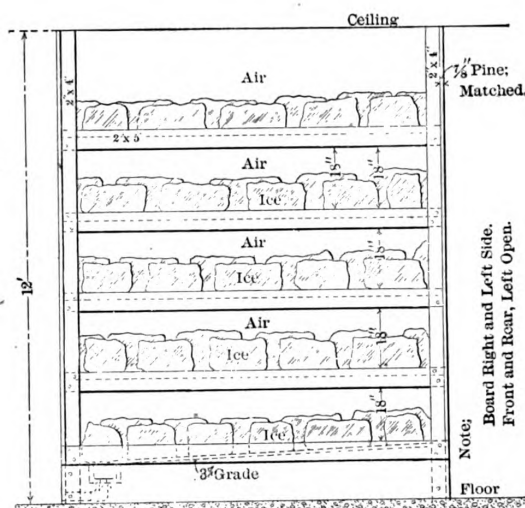 Ceiling
Air
2"x 4"
2"x 4"
⅞" Pine;
Matched.
2 x 5
Air
18"
18"
Ice
Air
18"
12'
Ice
Air
18"
Ice
18"
Ice
3" Grade
Note;
Board Right and Left Side.
Front and Rear, Left Open.
Floor